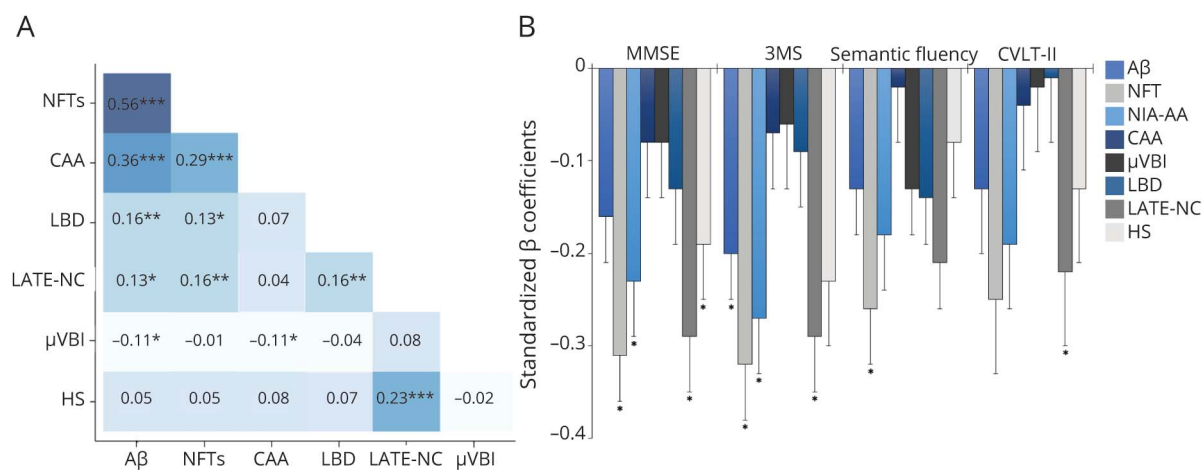 A
NFTs
0.56***
CAA
0.36*** 0.29***
LBD
0.16** 0.13* 0.07
LATE-NC
0.13* 0.16** 0.04 0.16**
μVBI
–0.11* –0.01 –0.11* –0.04 0.08
HS
0.05 0.05 0.08 0.07 0.23*** –0.02
Aβ NFTs CAA LBD LATE-NC μVBI
B
MMSE 3MS Semantic fluency CVLT-II
Standardized β coefficients
0
–0.1
–0.2
–0.3
–0.4
* * * * * * * * * * *
Aβ
NFT
NIA-AA
CAA
μVBI
LBD
LATE-NC
HS